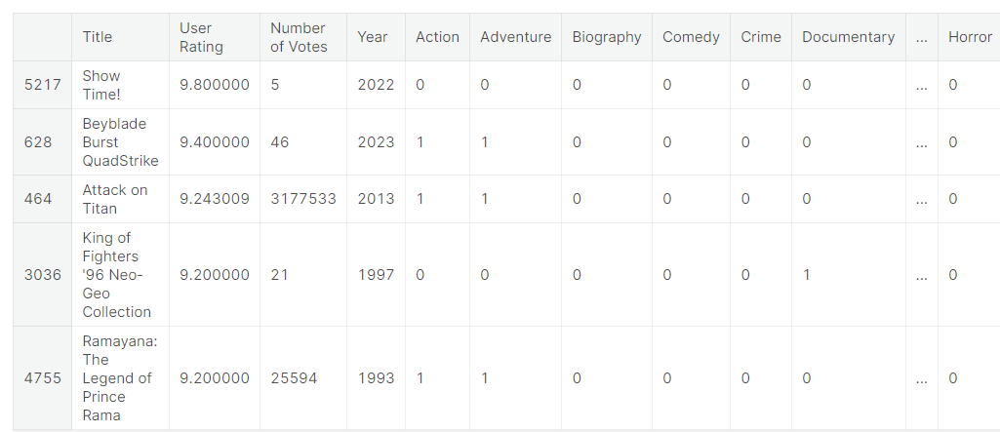 Title User Rating Number of Votes Year Action Adventure Biography Comedy Crime Documentary ... Horror
5217 Show Time! 9.800000 5 2022 0 0 0 0 0 0 ... 0
628 Beyblade Burst QuadStrike 9.400000 46 2023 1 1 0 0 0 0 ... 0
464 Attack on Titan 9.243009 3177533 2013 1 1 0 0 0 0 ... 0
3036 King of Fighters '96 Neo-Geo Collection 9.200000 21 1997 0 0 0 0 0 1 ... 0
4755 Ramayana: The Legend of Prince Rama 9.200000 25594 1993 1 1 0 0 0 0 ... 0